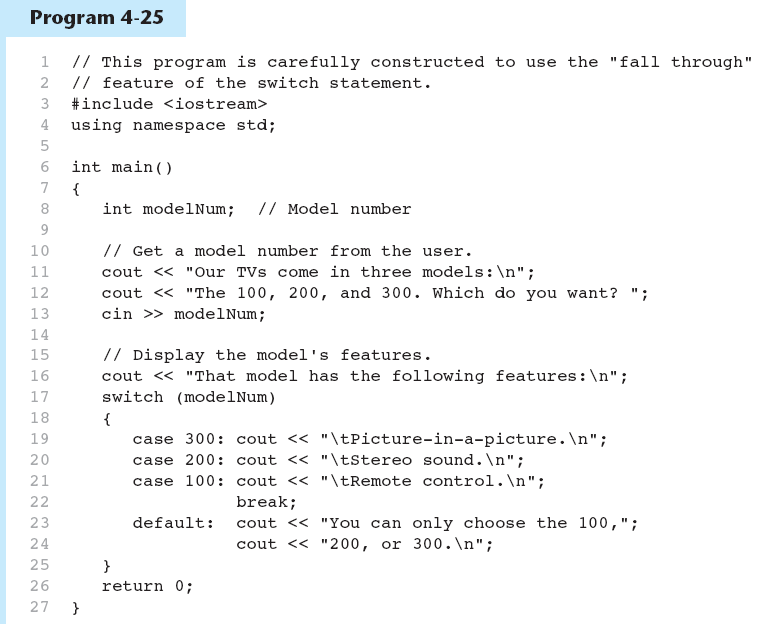 Program 4-25
1 // This program is carefully constructed to use the "fall through"
2 // feature of the switch statement.
3 #include <iostream>
4 using namespace std;
5
6 int main()
7 {
8    int modelNum;  // Model number
9
10    // Get a model number from the user.
11    cout << "Our TVs come in three models:\n";
12    cout << "The 100, 200, and 300. Which do you want? ";
13    cin >> modelNum;
14
15    // Display the model's features.
16    cout << "That model has the following features:\n";
17    switch (modelNum)
18    {
19       case 300: cout << "\tPicture-in-a-picture.\n";
20       case 200: cout << "\tStereo sound.\n";
21       case 100: cout << "\tRemote control.\n";
22                 break;
23       default:  cout << "You can only choose the 100,";
24                 cout << "200, or 300.\n";
25    }
26    return 0;
27 }